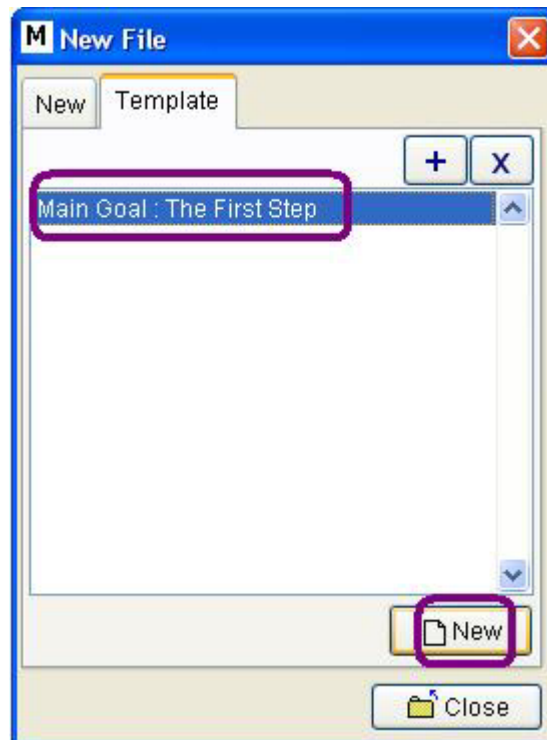 M New File
New Template
+ x
Main Goal : The First Step
New
Close